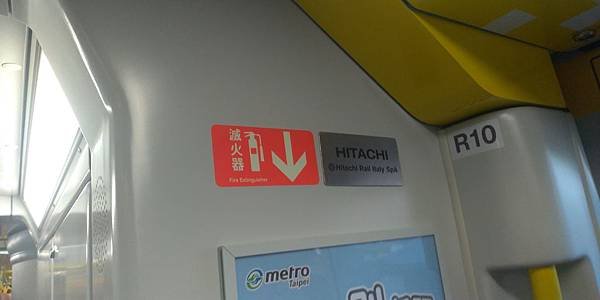 滅火器
Fire Extinguisher
HITACHI
Hitachi Rail Italy SpA
R10
metro
Taipei